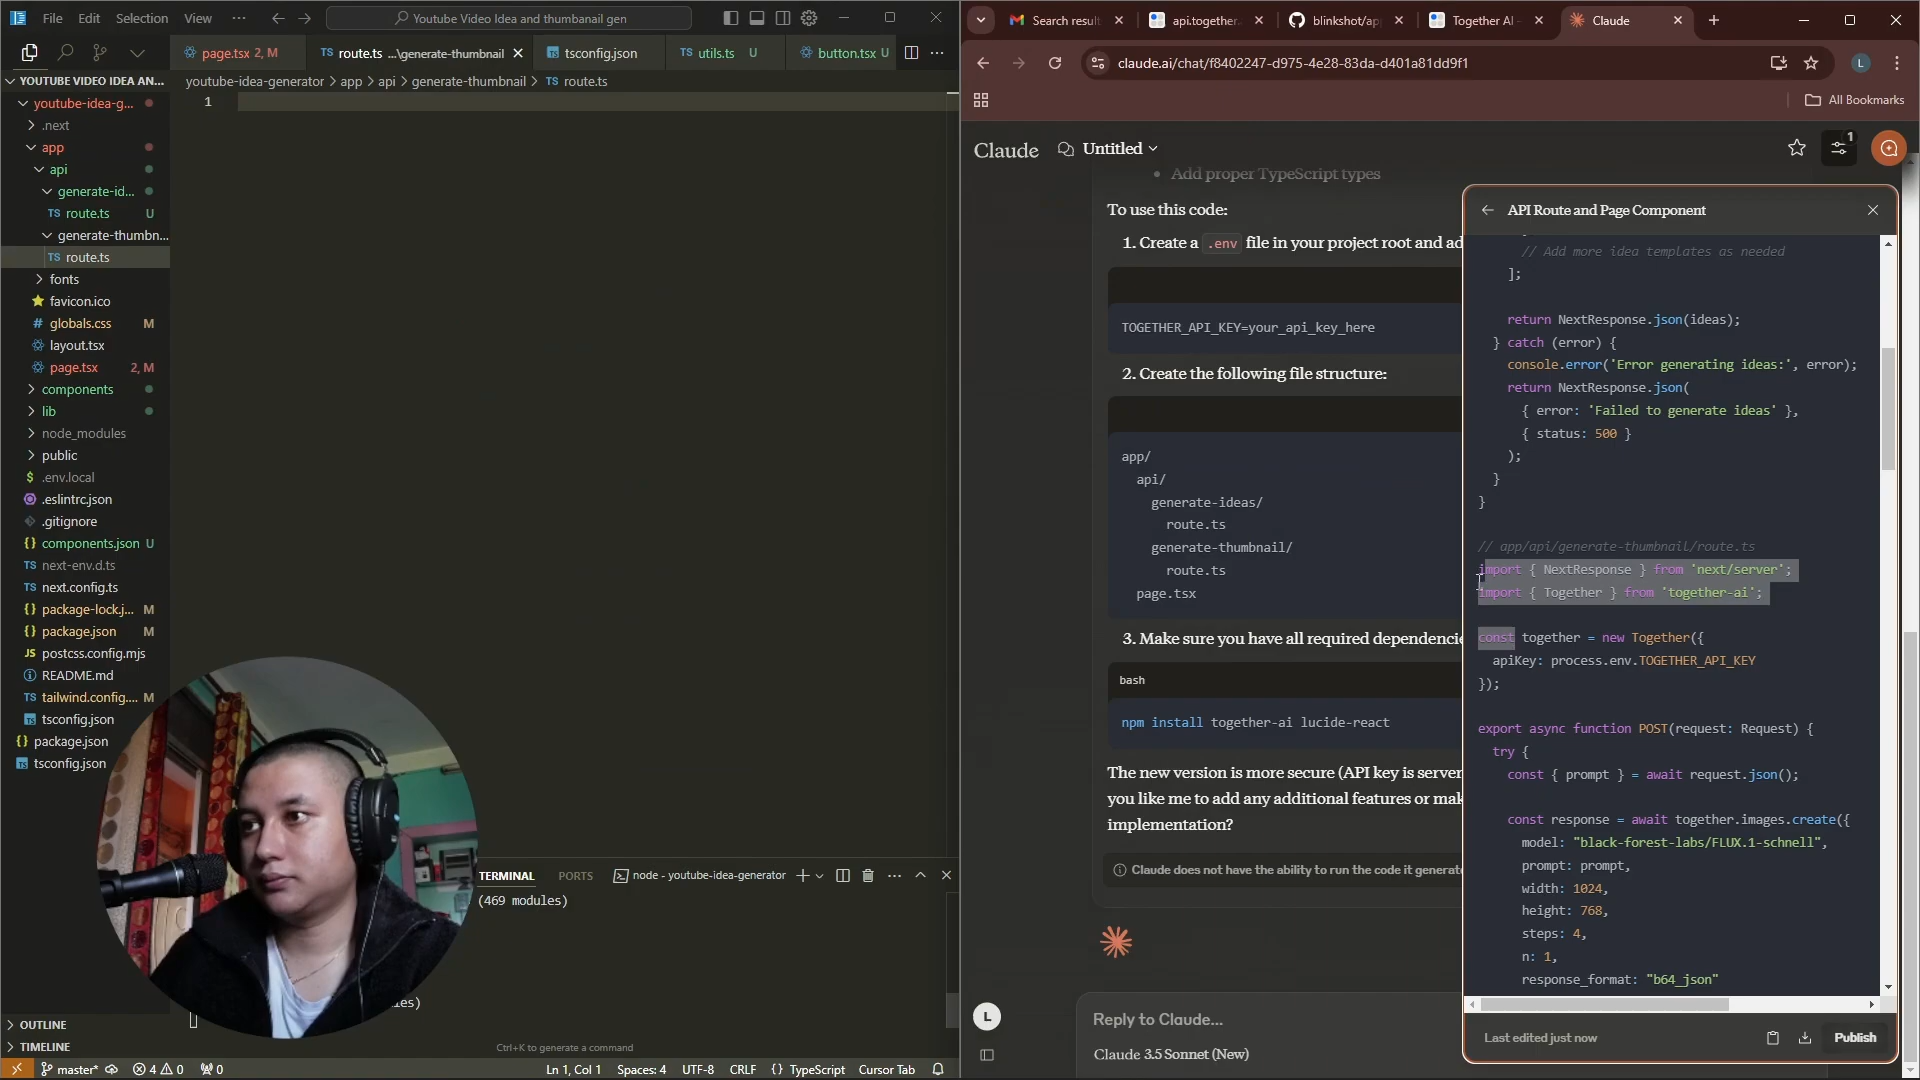 File Edit Selection View ··· Youtube Video Idea and thumbanail gen
page.tsx 2, M route.ts ...\generate-thumbnail tsconfig.json utils.ts U button.tsx U
YOUTUBE VIDEO IDEA AN...
youtube-idea-generator > app > api > generate-thumbnail > route.ts
1
youtube-idea-g...
.next
app
api
generate-id...
route.ts U
generate-thumbn...
route.ts
fonts
favicon.ico
globals.css M
layout.tsx
page.tsx 2, M
components
lib
node_modules
public
.env.local
.eslintrc.json
.gitignore
components.json U
next-env.d.ts
next.config.ts
package-lock.j... M
package.json M
postcss.config.mjs
README.md
tailwind.config.... M
tsconfig.json
package.json
tsconfig.json
OUTLINE
TIMELINE
TERMINAL PORTS node - youtube-idea-generator
(469 modules)
Ctrl+K to generate a command
master* 4 0 0 Ln 1, Col 1 Spaces: 4 UTF-8 CRLF TypeScript Cursor Tab
Search result api.together. blinkshot/app Together AI - Claude
claude.ai/chat/f8402247-d975-4e28-83da-d401a81dd9f1
All Bookmarks
Claude Untitled 1
Add proper TypeScript types
To use this code:
1. Create a .env file in your project root and ad
TOGETHER_API_KEY=your_api_key_here
2. Create the following file structure:
app/
api/
generate-ideas/
route.ts
generate-thumbnail/
route.ts
page.tsx
3. Make sure you have all required dependencie
bash
npm install together-ai lucide-react
The new version is more secure (API key is server
you like me to add any additional features or mak
implementation?
Claude does not have the ability to run the code it generate
L
Reply to Claude...
Claude 3.5 Sonnet (New)
API Route and Page Component
// Add more idea templates as needed
];
return NextResponse.json(ideas);
} catch (error) {
console.error('Error generating ideas:', error);
return NextResponse.json(
{ error: 'Failed to generate ideas' },
{ status: 500 }
);
}
}
// app/api/generate-thumbnail/route.ts
import { NextResponse } from 'next/server';
import { Together } from 'together-ai';
const together = new Together({
apiKey: process.env.TOGETHER_API_KEY
});
export async function POST(request: Request) {
try {
const { prompt } = await request.json();
const response = await together.images.create({
model: "black-forest-labs/FLUX.1-schnell",
prompt: prompt,
width: 1024,
height: 768,
steps: 4,
n: 1,
response_format: "b64_json"
Last edited just now Publish